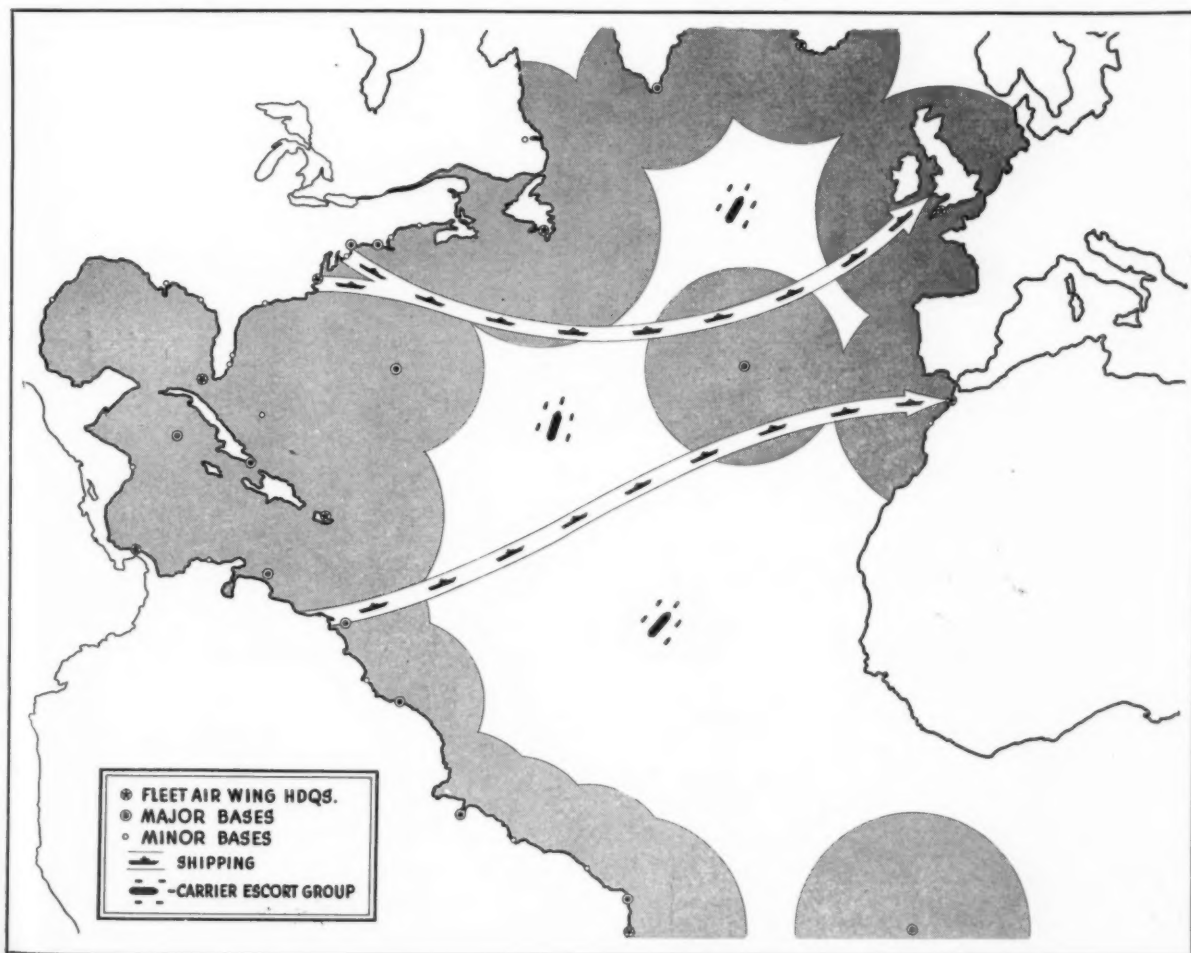 FLEET AIR WING HDQS.
MAJOR BASES
MINOR BASES
SHIPPING
-CARRIER ESCORT GROUP